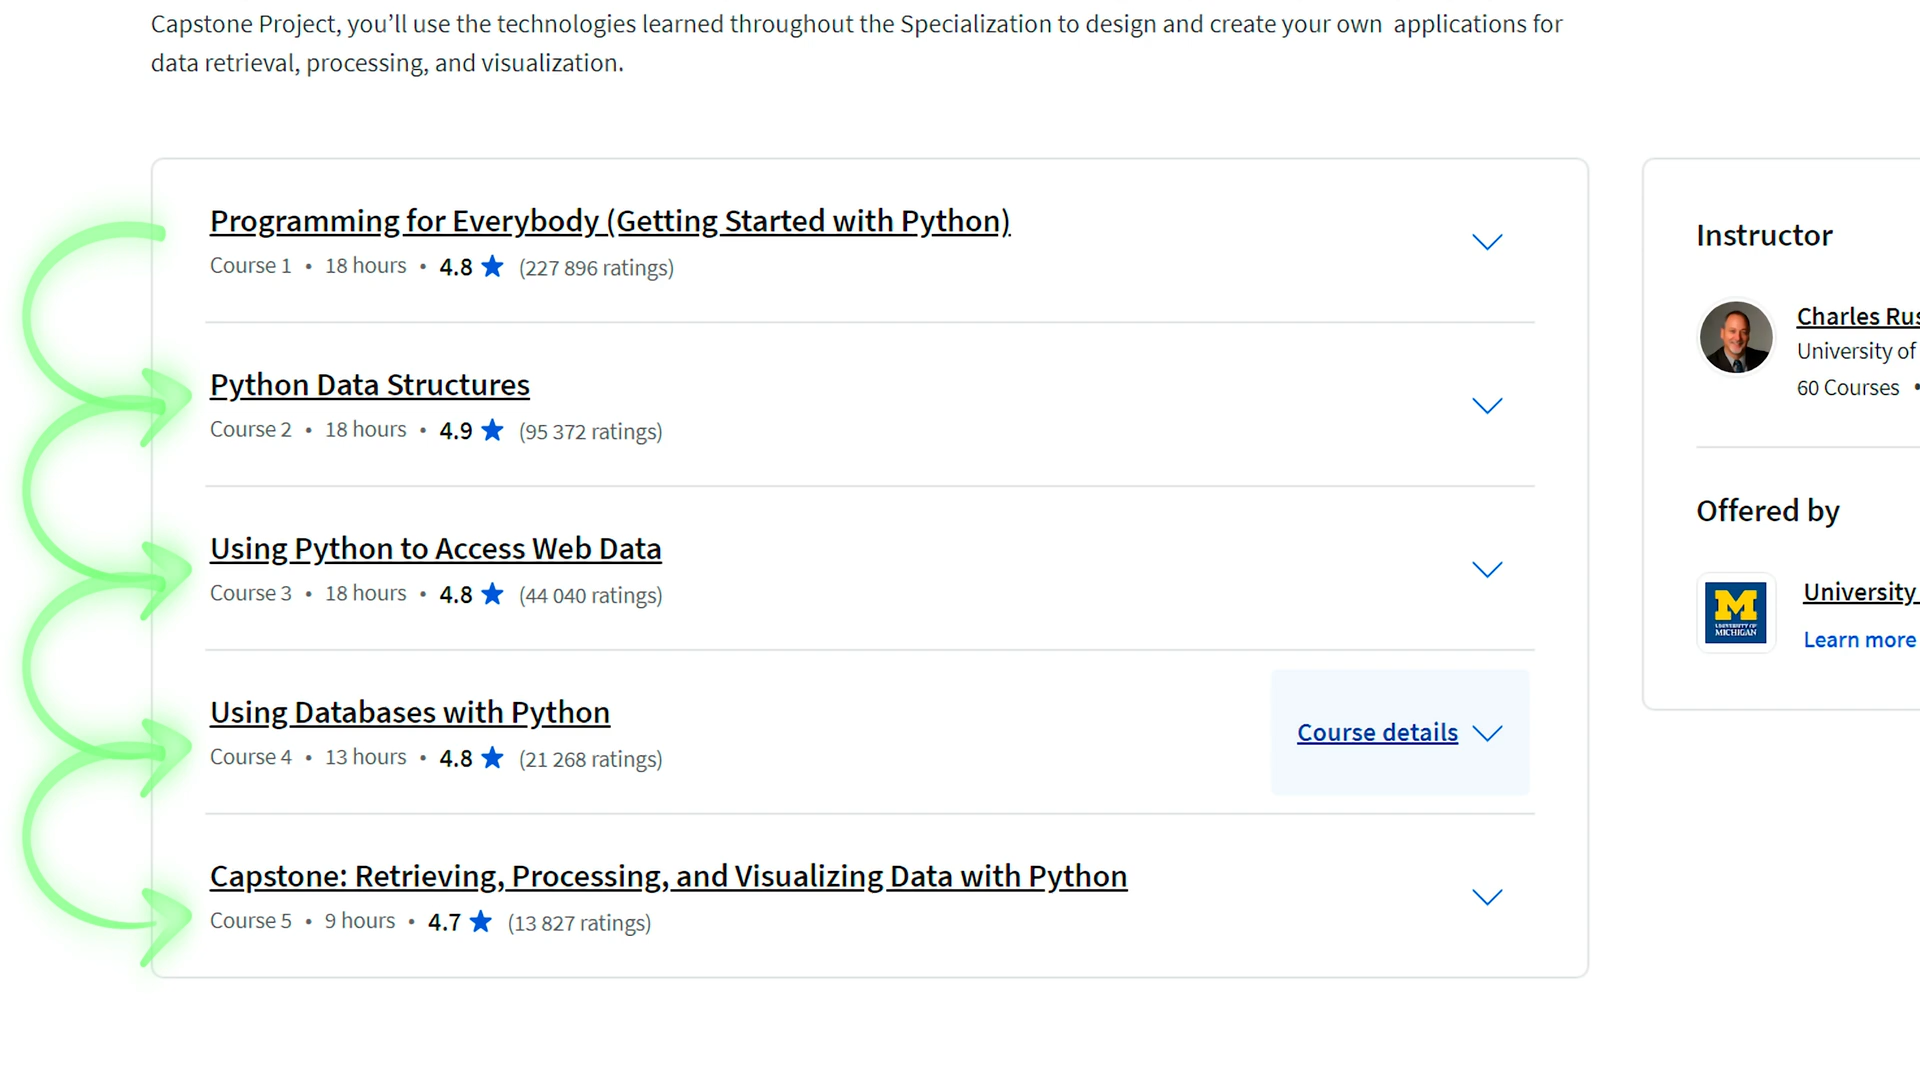 Capstone Project, you’ll use the technologies learned throughout the Specialization to design and create your own applications for
data retrieval, processing, and visualization.
Programming for Everybody (Getting Started with Python)
Course 1 • 18 hours • 4.8 ★ (227 896 ratings)
Python Data Structures
Course 2 • 18 hours • 4.9 ★ (95 372 ratings)
Using Python to Access Web Data
Course 3 • 18 hours • 4.8 ★ (44 040 ratings)
Using Databases with Python
Course 4 • 13 hours • 4.8 ★ (21 268 ratings)
Course details
Capstone: Retrieving, Processing, and Visualizing Data with Python
Course 5 • 9 hours • 4.7 ★ (13 827 ratings)
Instructor
Charles Rus
University of
60 Courses •
Offered by
M
UNIVERSITY OF
MICHIGAN
University
Learn more